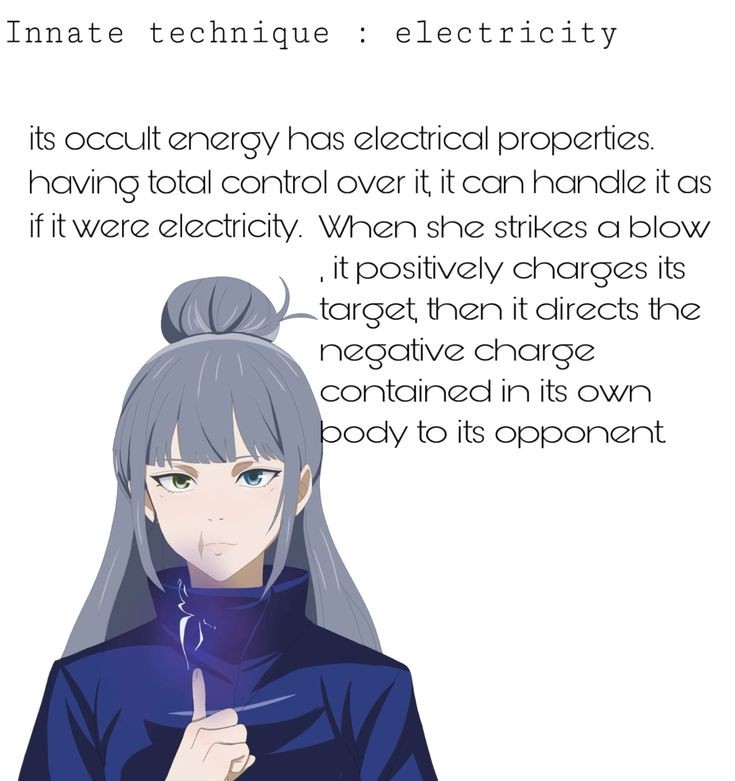 Innate technique : electricity
its occult energy has electrical properties.
having total control over it, it can handle it as
if it were electricity. When she strikes a blow
, it positively charges its
target, then it directs the
negative charge
contained in its own
body to its opponent.